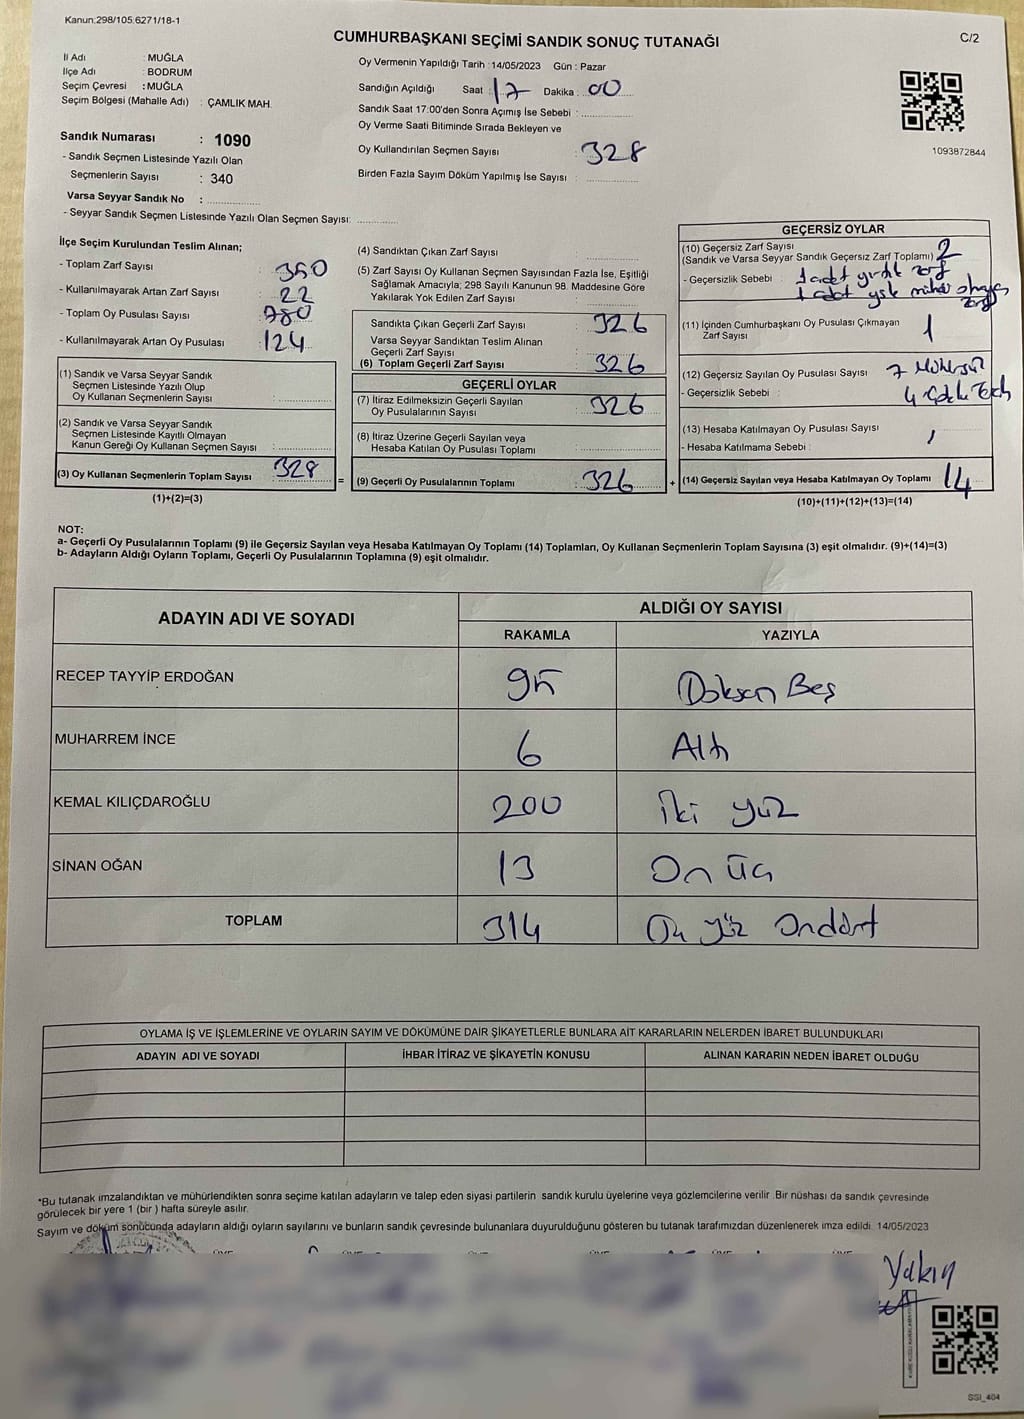 Kanun:298/105,6271/18-1
C/2
CUMHURBAŞKANI SEÇİMİ SANDIK SONUÇ TUTANAĞI
İl Adı : MUĞLA
İlçe Adı : BODRUM
Seçim Çevresi : MUĞLA
Seçim Bölgesi (Mahalle Adı) : ÇAMLIK MAH.
Oy Vermenin Yapıldığı Tarih : 14/05/2023 Gün : Pazar
Sandığın Açıldığı Saat : 17 Dakika : 00
Sandık Saat 17:00'den Sonra Açımış İse Sebebi :
Oy Verme Saati Bitiminde Sırada Bekleyen ve
Oy Kullandırılan Seçmen Sayısı : 328
Birden Fazla Sayım Döküm Yapılmış İse Sayısı :
1093872844
Sandık Numarası : 1090
- Sandık Seçmen Listesinde Yazılı Olan
Seçmenlerin Sayısı : 340
Varsa Seyyar Sandık No :
- Seyyar Sandık Seçmen Listesinde Yazılı Olan Seçmen Sayısı:
İlçe Seçim Kurulundan Teslim Alınan;
- Toplam Zarf Sayısı : 350
- Kullanılmayarak Artan Zarf Sayısı : 22
- Toplam Oy Pusulası Sayısı :
- Kullanılmayarak Artan Oy Pusulası : 124
(1) Sandık ve Varsa Seyyar Sandık
Seçmen Listesinde Yazılı Olup
Oy Kullanan Seçmenlerin Sayısı :
(2) Sandık ve Varsa Seyyar Sandık
Seçmen Listesinde Kayıtlı Olmayan
Kanun Gereği Oy Kullanan Seçmen Sayısı :
(3) Oy Kullanan Seçmenlerin Toplam Sayısı : 328
(1)+(2)=(3)
(4) Sandıktan Çıkan Zarf Sayısı :
(5) Zarf Sayısı Oy Kullanan Seçmen Sayısından Fazla İse, Eşitliği
Sağlamak Amacıyla; 298 Sayılı Kanunun 98. Maddesine Göre
Yakılarak Yok Edilen Zarf Sayısı :
Sandıkta Çıkan Geçerli Zarf Sayısı : 326
Varsa Seyyar Sandıktan Teslim Alınan
Geçerli Zarf Sayısı :
(6) Toplam Geçerli Zarf Sayısı : 326
GEÇERLİ OYLAR
(7) İtiraz Edilmeksizin Geçerli Sayılan
Oy Pusulalarının Sayısı : 326
(8) İtiraz Üzerine Geçerli Sayılan veya
Hesaba Katılan Oy Pusulası Toplamı :
= (9) Geçerli Oy Pusulalarının Toplamı : 326
GEÇERSİZ OYLAR
(10) Geçersiz Zarf Sayısı
(Sandık ve Varsa Seyyar Sandık Geçersiz Zarf Toplamı) 2
- Geçersizlik Sebebi : 1 adet yırtık zarf
1 adet ysk mührü olmayan
zarf
(11) İçinden Cumhurbaşkanı Oy Pusulası Çıkmayan
Zarf Sayısı : 1
(12) Geçersiz Sayılan Oy Pusulası Sayısı : 7 Mühürsüz
- Geçersizlik Sebebi : 4
(13) Hesaba Katılmayan Oy Pusulası Sayısı :
- Hesaba Katılmama Sebebi :
+ (14) Geçersiz Sayılan veya Hesaba Katılmayan Oy Toplamı 14
(10)+(11)+(12)+(13)=(14)
NOT:
a- Geçerli Oy Pusulalarının Toplamı (9) ile Geçersiz Sayılan veya Hesaba Katılmayan Oy Toplamı (14) Toplamları, Oy Kullanan Seçmenlerin Toplam Sayısına (3) eşit olmalıdır. (9)+(14)=(3)
b- Adayların Aldığı Oyların Toplamı, Geçerli Oy Pusulalarının Toplamına (9) eşit olmalıdır.
ADAYIN ADI VE SOYADI
ALDIĞI OY SAYISI
RAKAMLA YAZIYLA
RECEP TAYYİP ERDOĞAN 95 Doksan Beş
MUHARREM İNCE 6 Altı
KEMAL KILIÇDAROĞLU 200 İki yüz
SİNAN OĞAN 13 On üç
TOPLAM 314 Üç yüz Ondört
OYLAMA İŞ VE İŞLEMLERİNE VE OYLARIN SAYIM VE DÖKÜMÜNE DAİR ŞİKAYETLERLE BUNLARA AİT KARARLARIN NELERDEN İBARET BULUNDUKLARI
ADAYIN ADI VE SOYADI İHBAR İTİRAZ VE ŞİKAYETİN KONUSU ALINAN KARARIN NEDEN İBARET OLDUĞU
*Bu tutanak imzalandıktan ve mühürlendikten sonra seçime katılan adayların ve talep eden siyasi partilerin sandık kurulu üyelerine veya gözlemcilerine verilir. Bir nüshası da sandık çevresinde
görülecek bir yere 1 (bir ) hafta süreyle asılır.
Sayım ve döküm sonucunda adayların aldığı oyların sayılarını ve bunların sandık çevresinde bulunanlara duyurulduğunu gösteren bu tutanak tarafımızdan düzenlenerek imza edildi. 14/05/2023
Yakın
SSI_404